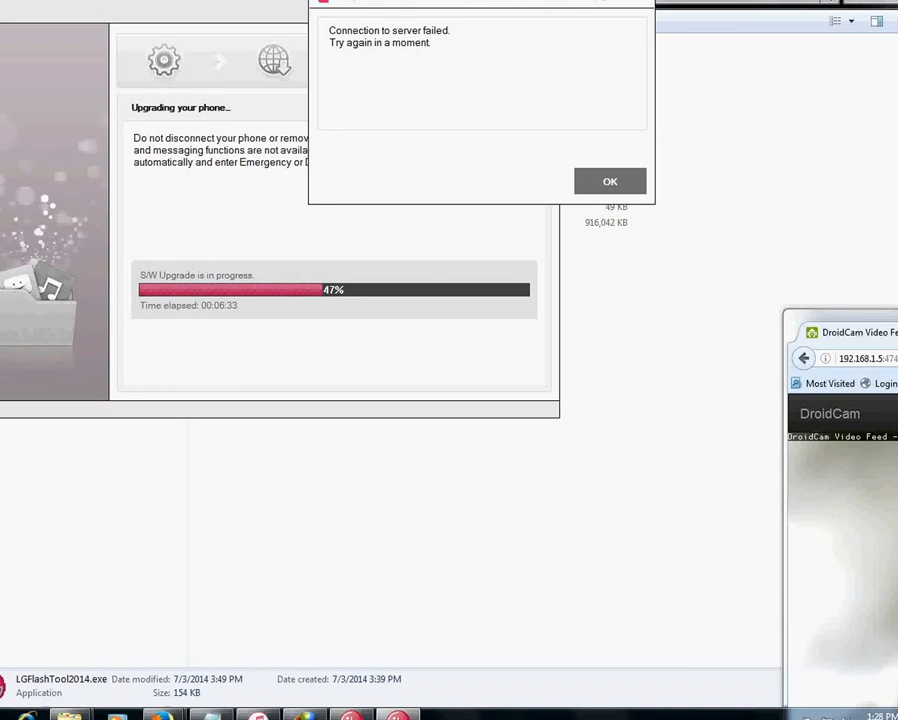 Connection to server failed.
Try again in a moment.
OK
Upgrading your phone...
Do not disconnect your phone or remov
and messaging functions are not availa
automatically and enter Emergency or D
S/W Upgrade is in progress.
47%
Time elapsed: 00:06:33
49 KB
916,042 KB
DroidCam Video Fe
192.168.1.5:474
Most Visited
Login
DroidCam
DroidCam Video Feed -
LGFlashTool2014.exe Date modified: 7/3/2014 3:49 PM Date created: 7/3/2014 3:39 PM
Application Size: 154 KB
1:28 PM